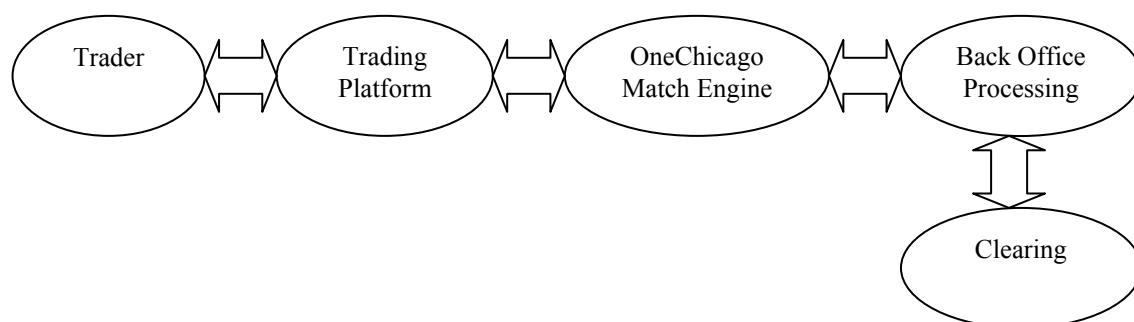 Trader
Trading
Platform
OneChicago
Match Engine
Back Office
Processing
Clearing